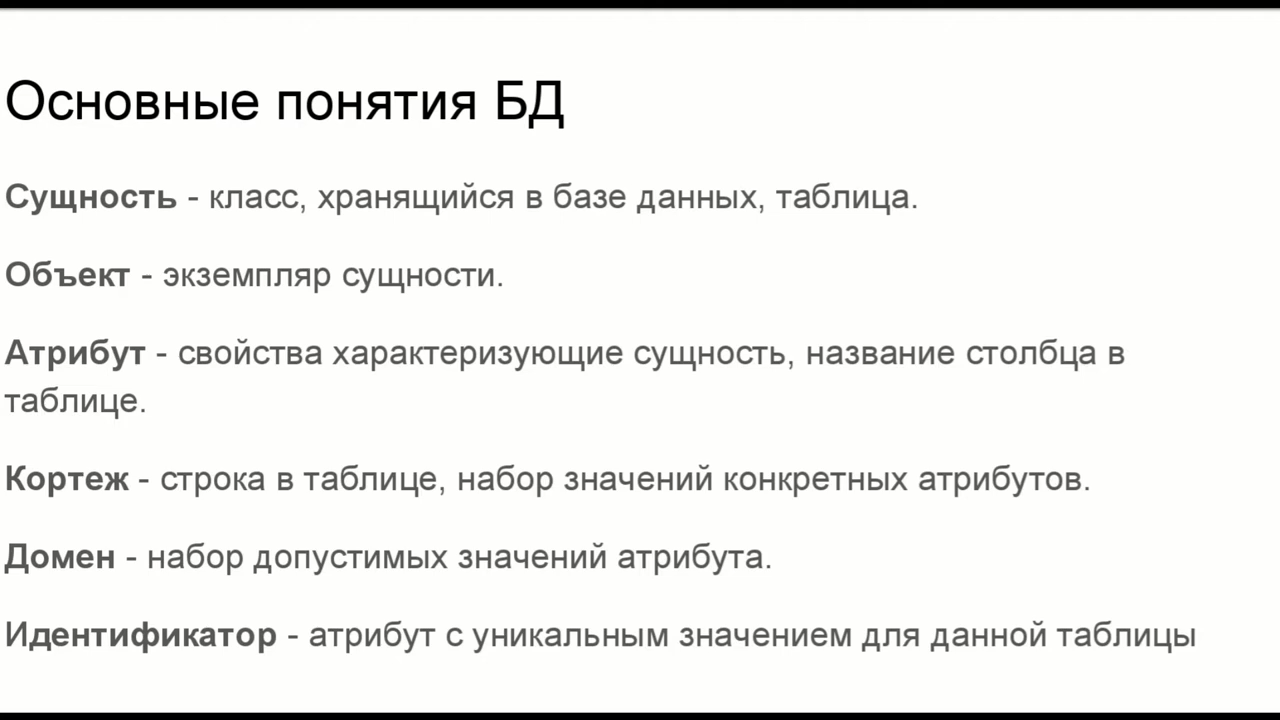 Основные понятия БД
Сущность - класс, хранящийся в базе данных, таблица.
Объект - экземпляр сущности.
Атрибут - свойства характеризующие сущность, название столбца в
таблице.
Кортеж - строка в таблице, набор значений конкретных атрибутов.
Домен - набор допустимых значений атрибута.
Идентификатор - атрибут с уникальным значением для данной таблицы